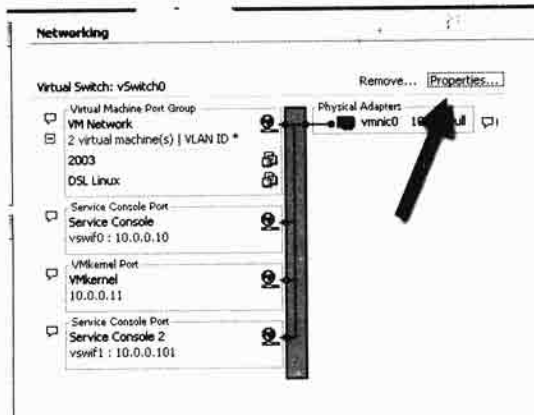 Networking
Virtual Switch: vSwitch0
Remove... Properties...
Virtual Machine Port Group
VM Network
2 virtual machine(s) | VLAN ID *
2003
DSL Linux
Physical Adapters
vmnic0
Service Console Port
Service Console
vswif0 : 10.0.0.10
VMkernel Port
VMkernel
10.0.0.11
Service Console Port
Service Console 2
vswif1 : 10.0.0.101